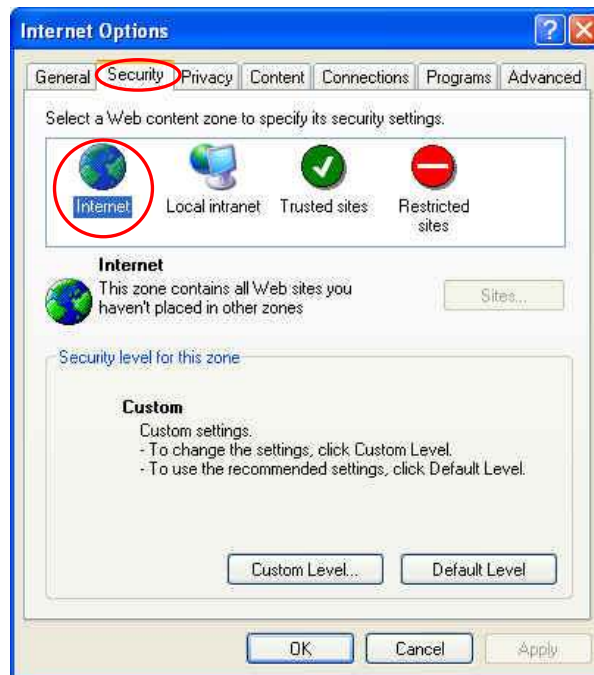 Internet Options
General Security Privacy Content Connections Programs Advanced
Select a Web content zone to specify its security settings.
Internet Local intranet Trusted sites Restricted
sites
Internet
This zone contains all Web sites you
haven't placed in other zones
Sites...
Security level for this zone
Custom
Custom settings.
- To change the settings, click Custom Level.
- To use the recommended settings, click Default Level.
Custom Level... Default Level
OK Cancel Apply